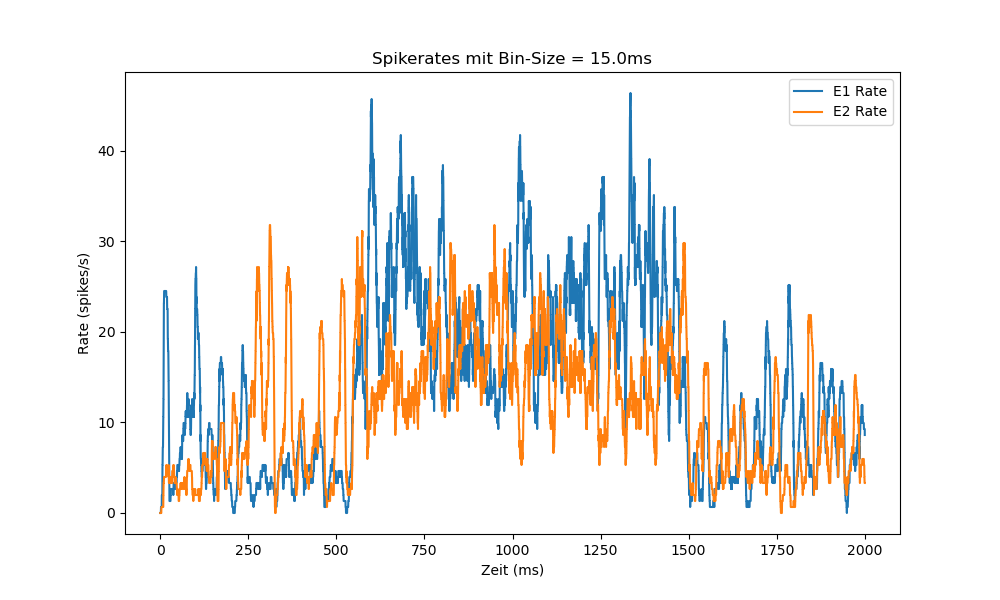 Spikerates mit Bin-Size = 15.0ms
E1 Rate
E2 Rate
Rate (spikes/s)
40
30
20
10
0
0 250 500 750 1000 1250 1500 1750 2000
Zeit (ms)